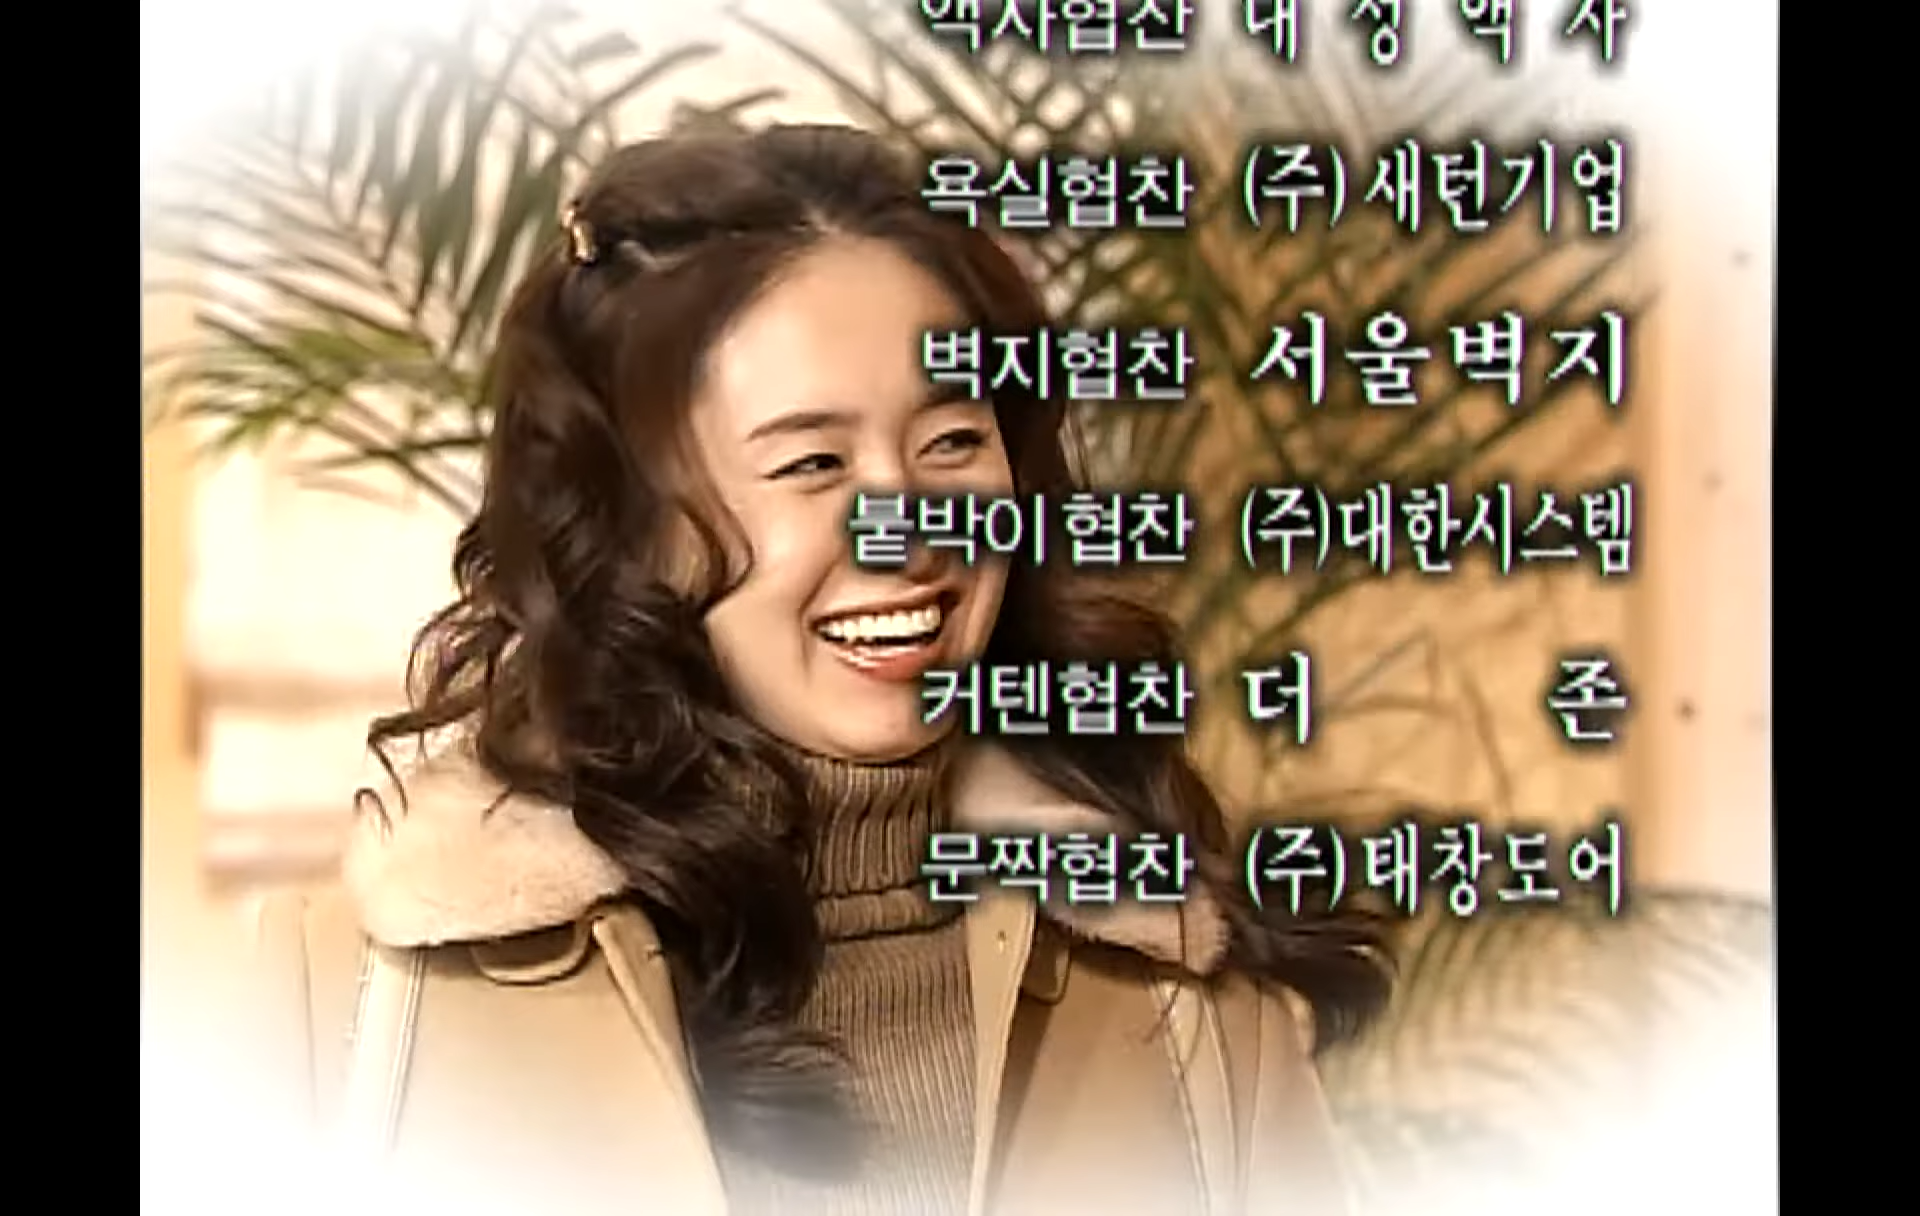 액자협찬 대성액자
욕실협찬 (주)새턴기업
벽지협찬 서울벽지
붙박이협찬 (주)대한시스템
커텐협찬 더존
문짝협찬 (주)태창도어